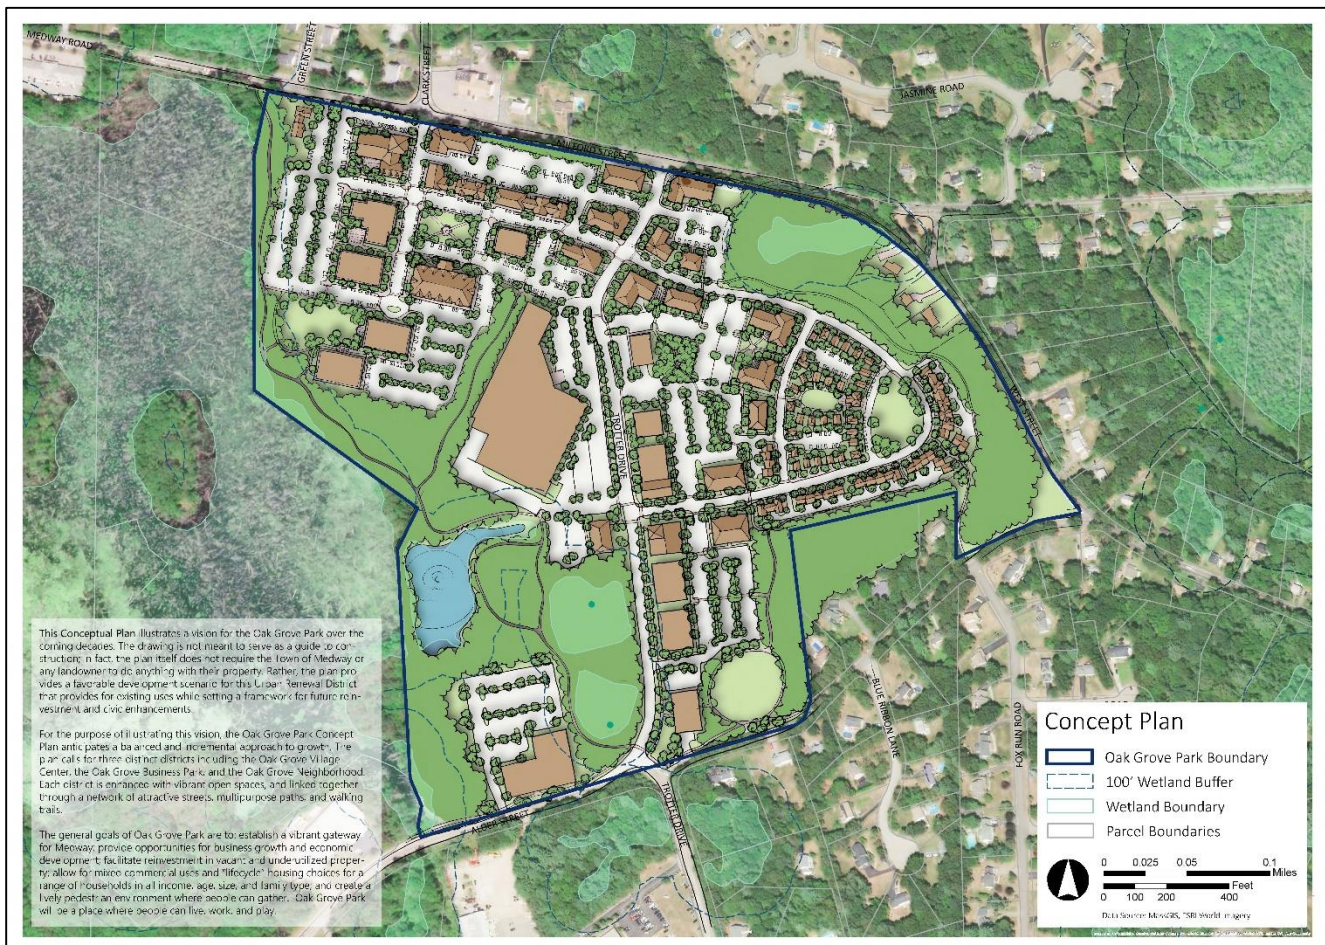 MEDWAY ROAD
GREEN STREET
CLARK STREET
JASMINE ROAD
MILFORD STREET
WEST STREET
TROTTER DRIVE
This Conceptual Plan illustrates a vision for the Oak Grove Park over the
coming decades. The drawing is not meant to serve as a guide to con-
struction; in fact, the plan itself does not require the Town of Medway or
any landowner to do anything with their property. Rather, the plan pro-
vides a favorable development scenario for this Urban Renewal District
that provides for existing uses while setting a framework for future rein-
vestment and civic enhancements.
For the purpose of illustrating this vision, the Oak Grove Park Concept
Plan anticipates a balanced and incremental approach to growth. The
plan calls for three distinct districts including the Oak Grove Village
Center, the Oak Grove Business Park, and the Oak Grove Neighborhood.
Each district is enhanced with vibrant open spaces, and linked together
through a network of attractive streets, multipurpose paths, and walking
trails.
The general goals of Oak Grove Park are to: establish a vibrant gateway
for Medway; provide opportunities for business growth and economic
development; facilitate reinvestment in vacant and underutilized proper-
ty; allow for mixed commercial uses and "lifecycle" housing choices for a
range of households in all income, age, size, and family type; and create a
lively pedestrian environment where people can gather. Oak Grove Park
will be a place where people can live, work, and play.
ALDER STREET
TROTTER DRIVE
BLUE RIBBON LANE
FOX RUN ROAD
Concept Plan
Oak Grove Park Boundary
100' Wetland Buffer
Wetland Boundary
Parcel Boundaries
0 0.025 0.05 0.1
Miles
Feet
0 100 200 400
Data Source: MassGIS, ESRI World Imagery